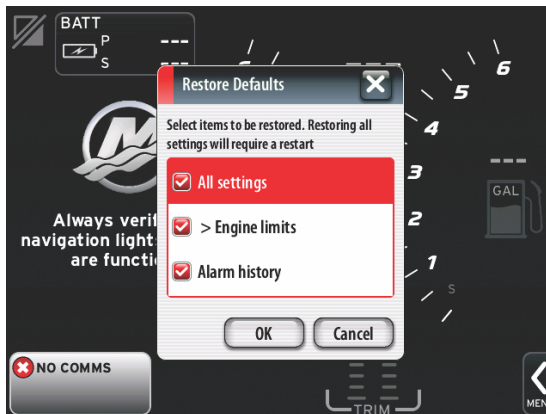 BATT
P
---
S
---
6
5
4
3
2
1
S
---
GAL
Restore Defaults
Select items to be restored. Restoring all
settings will require a restart
All settings
> Engine limits
Alarm history
OK
Cancel
Always verif
navigation light
are functi
NO COMMS
TRIM
MEN